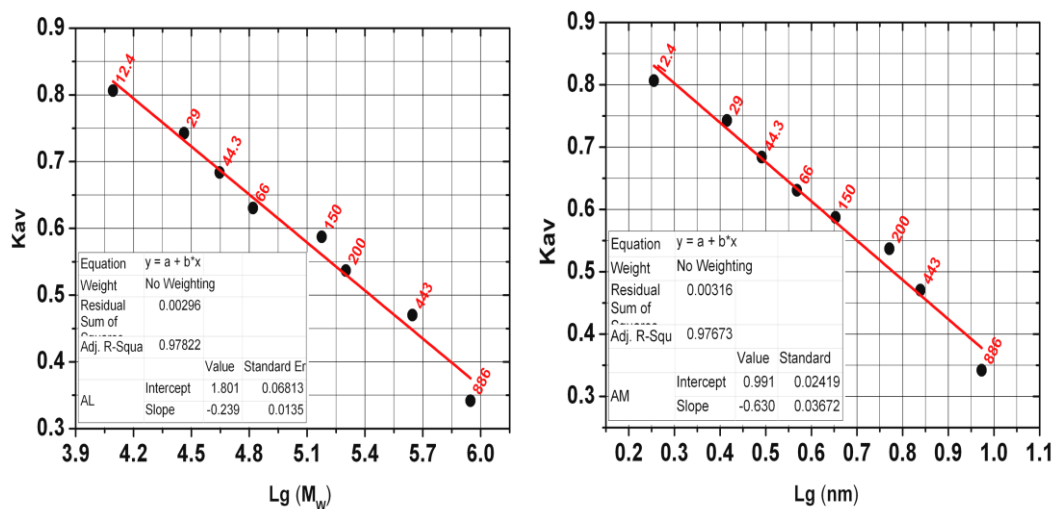 0.9
0.8
0.7
0.6
0.5
0.4
0.3
Kav
12.4
29
44.3
66
150
200
443
886
Equation y = a + b*x
Weight No Weighting
Residual 0.00296
Sum of
Adj. R-Squa 0.97822
Value Standard Er
AL
Intercept 1.801 0.06813
Slope -0.239 0.0135
3.9 4.2 4.5 4.8 5.1 5.4 5.7 6.0
Lg (Mw)
0.9
0.8
0.7
0.6
0.5
0.4
0.3
Kav
12.4
29
44.3
66
150
200
443
886
Equation y = a + b*x
Weight No Weighting
Residual 0.00316
Sum of
Adj. R-Squ 0.97673
Value Standard
AM
Intercept 0.991 0.02419
Slope -0.630 0.03672
0.2 0.3 0.4 0.5 0.6 0.7 0.8 0.9 1.0 1.1
Lg (nm)